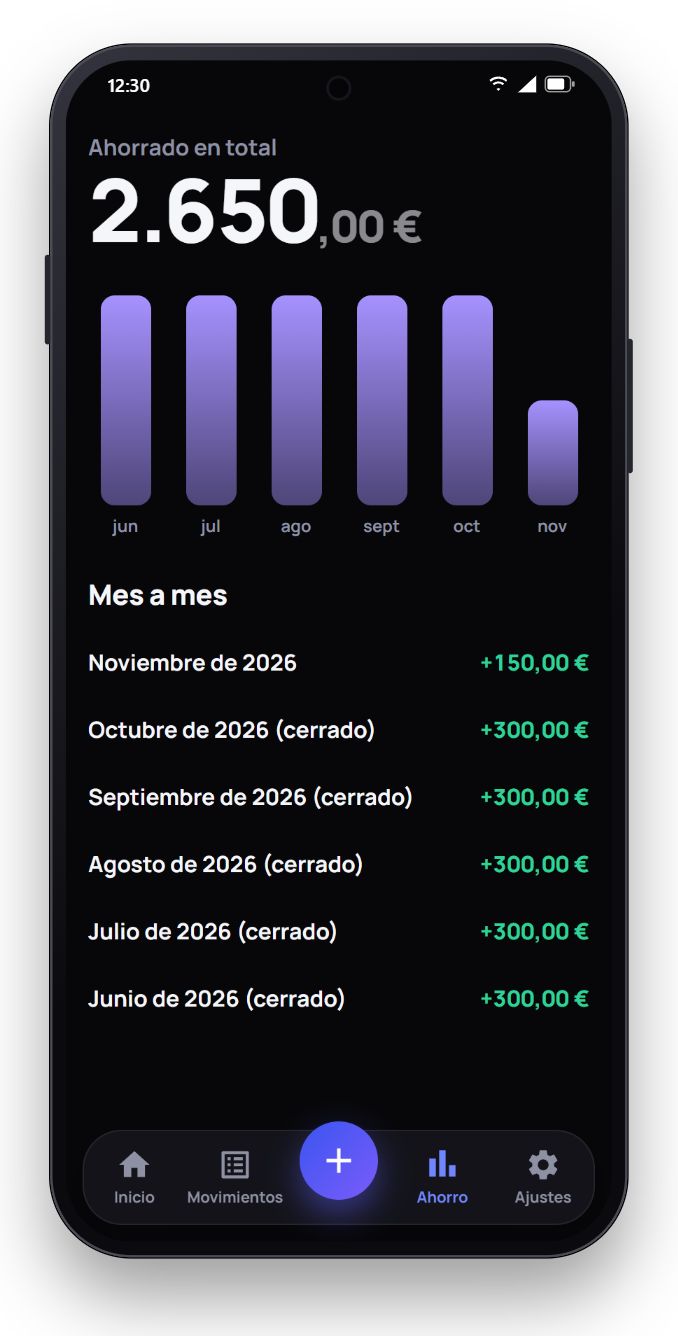 12:30
Ahorrado en total
2.650,00 €
jun jul ago sept oct nov
Mes a mes
Noviembre de 2026 +150,00 €
Octubre de 2026 (cerrado) +300,00 €
Septiembre de 2026 (cerrado) +300,00 €
Agosto de 2026 (cerrado) +300,00 €
Julio de 2026 (cerrado) +300,00 €
Junio de 2026 (cerrado) +300,00 €
Inicio Movimientos + Ahorro Ajustes